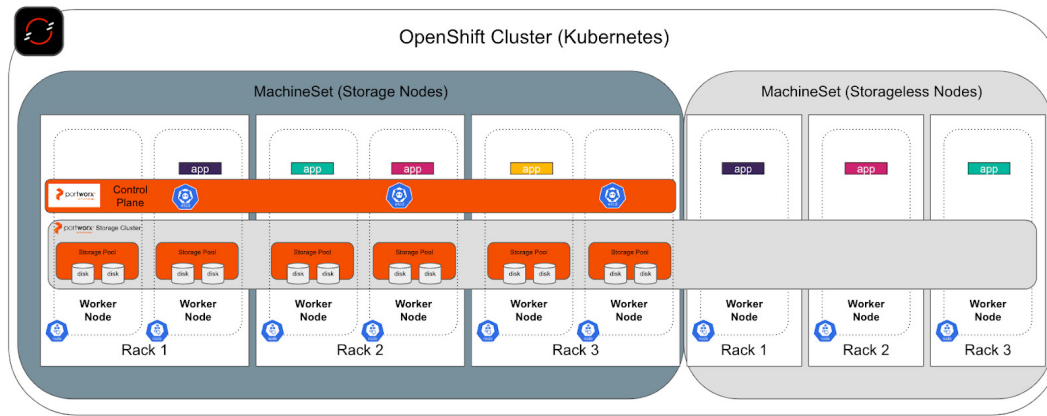 OpenShift Cluster (Kubernetes)
MachineSet (Storage Nodes)
MachineSet (Storageless Nodes)
app
app
app
app
app
app
app
portworx
Control
Plane
portworx Storage Cluster
Storage Pool
Storage Pool
Storage Pool
Storage Pool
Storage Pool
Storage Pool
disk
disk
disk
disk
disk
disk
disk
disk
disk
disk
disk
disk
Worker
Node
Worker
Node
Worker
Node
Worker
Node
Worker
Node
Worker
Node
Worker
Node
Worker
Node
Worker
Node
Rack 1
Rack 2
Rack 3
Rack 1
Rack 2
Rack 3